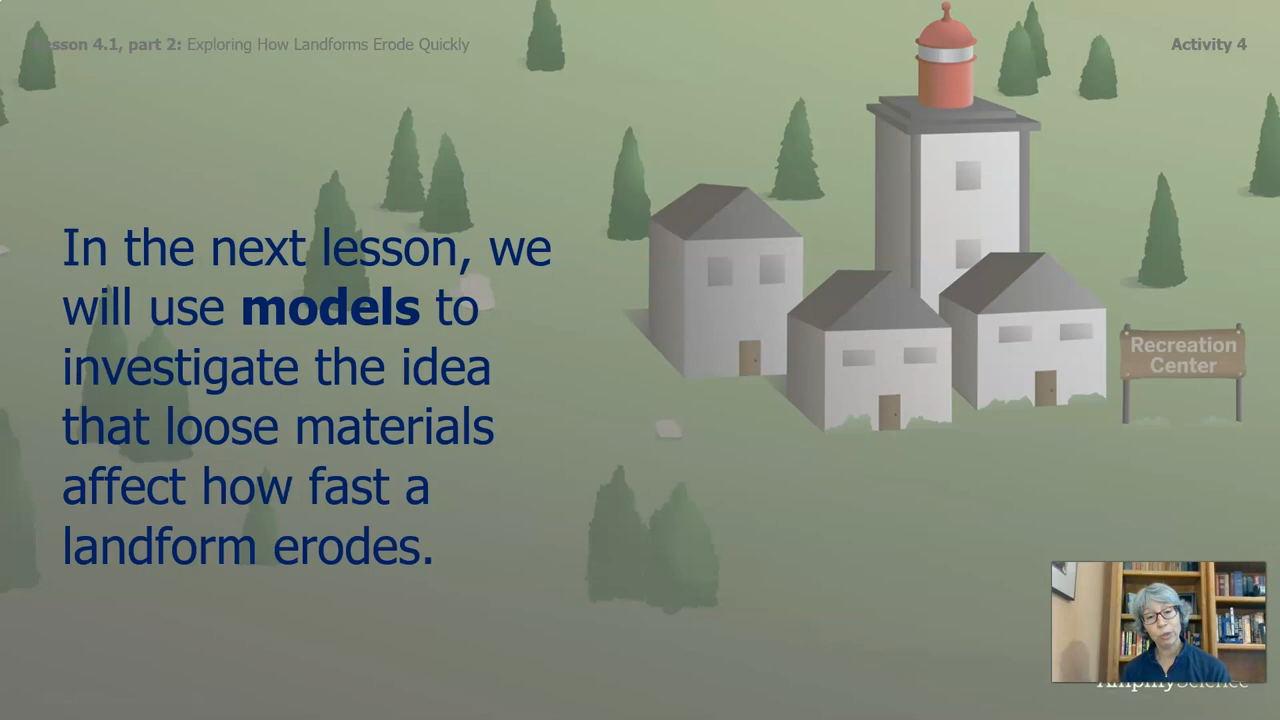 Lesson 4.1, part 2: Exploring How Landforms Erode Quickly
Activity 4
In the next lesson, we
will use models to
investigate the idea
that loose materials
affect how fast a
landform erodes.
Recreation
Center
AmplifyScience